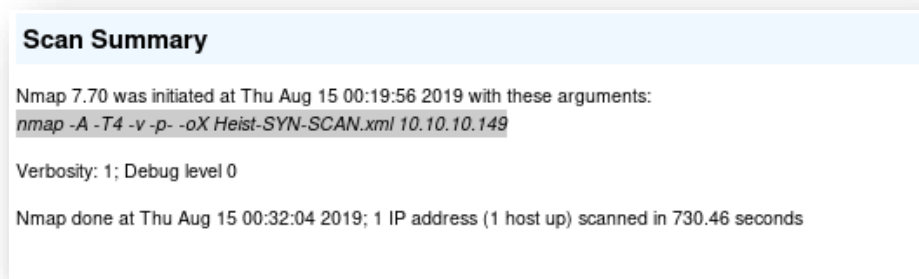 Scan Summary
Nmap 7.70 was initiated at Thu Aug 15 00:19:56 2019 with these arguments:
nmap -A -T4 -v -p- -oX Heist-SYN-SCAN.xml 10.10.10.149
Verbosity: 1; Debug level 0
Nmap done at Thu Aug 15 00:32:04 2019; 1 IP address (1 host up) scanned in 730.46 seconds